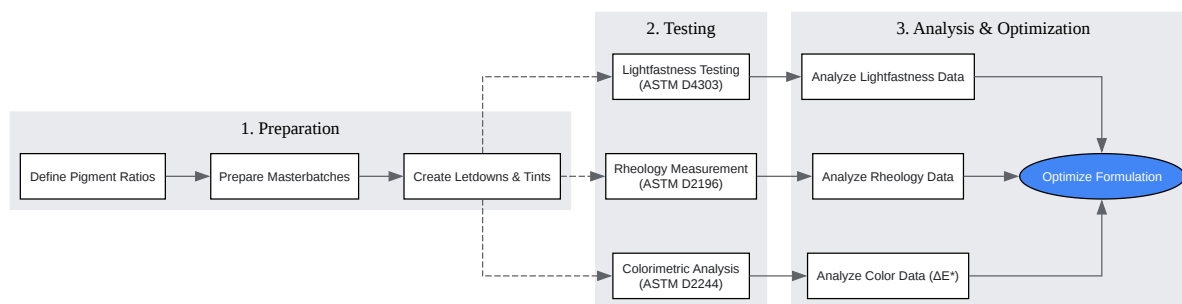 1. Preparation
Define Pigment Ratios
Prepare Masterbatches
Create Letdowns & Tints
2. Testing
Lightfastness Testing
(ASTM D4303)
Rheology Measurement
(ASTM D2196)
Colorimetric Analysis
(ASTM D2244)
3. Analysis & Optimization
Analyze Lightfastness Data
Analyze Rheology Data
Analyze Color Data (ΔE*)
Optimize Formulation